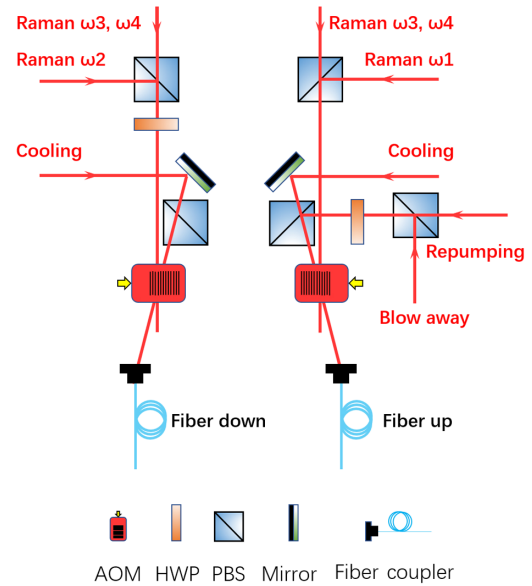 Raman ω3, ω4
Raman ω3, ω4
Raman ω2
Raman ω1
Cooling
Cooling
Repumping
Blow away
Fiber down
Fiber up
AOM
HWP
PBS
Mirror
Fiber coupler